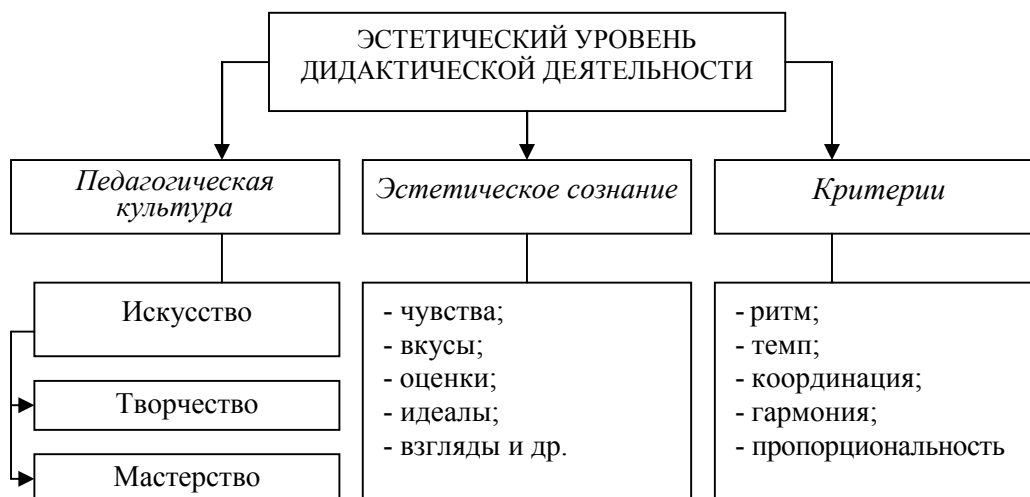 ЭСТЕТИЧЕСКИЙ УРОВЕНЬ
ДИДАКТИЧЕСКОЙ ДЕЯТЕЛЬНОСТИ
Педагогическая
культура
Эстетическое сознание
Критерии
Искусство
Творчество
Мастерство
- чувства;
- вкусы;
- оценки;
- идеалы;
- взгляды и др.
- ритм;
- темп;
- координация;
- гармония;
- пропорциональность